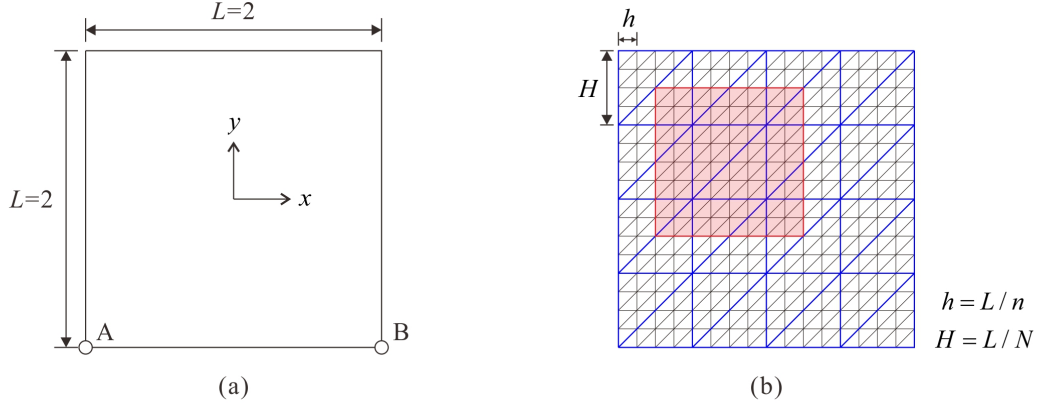 L=2
L=2
y
x
A
B
(a)
h
H
h = L / n
H = L / N
(b)